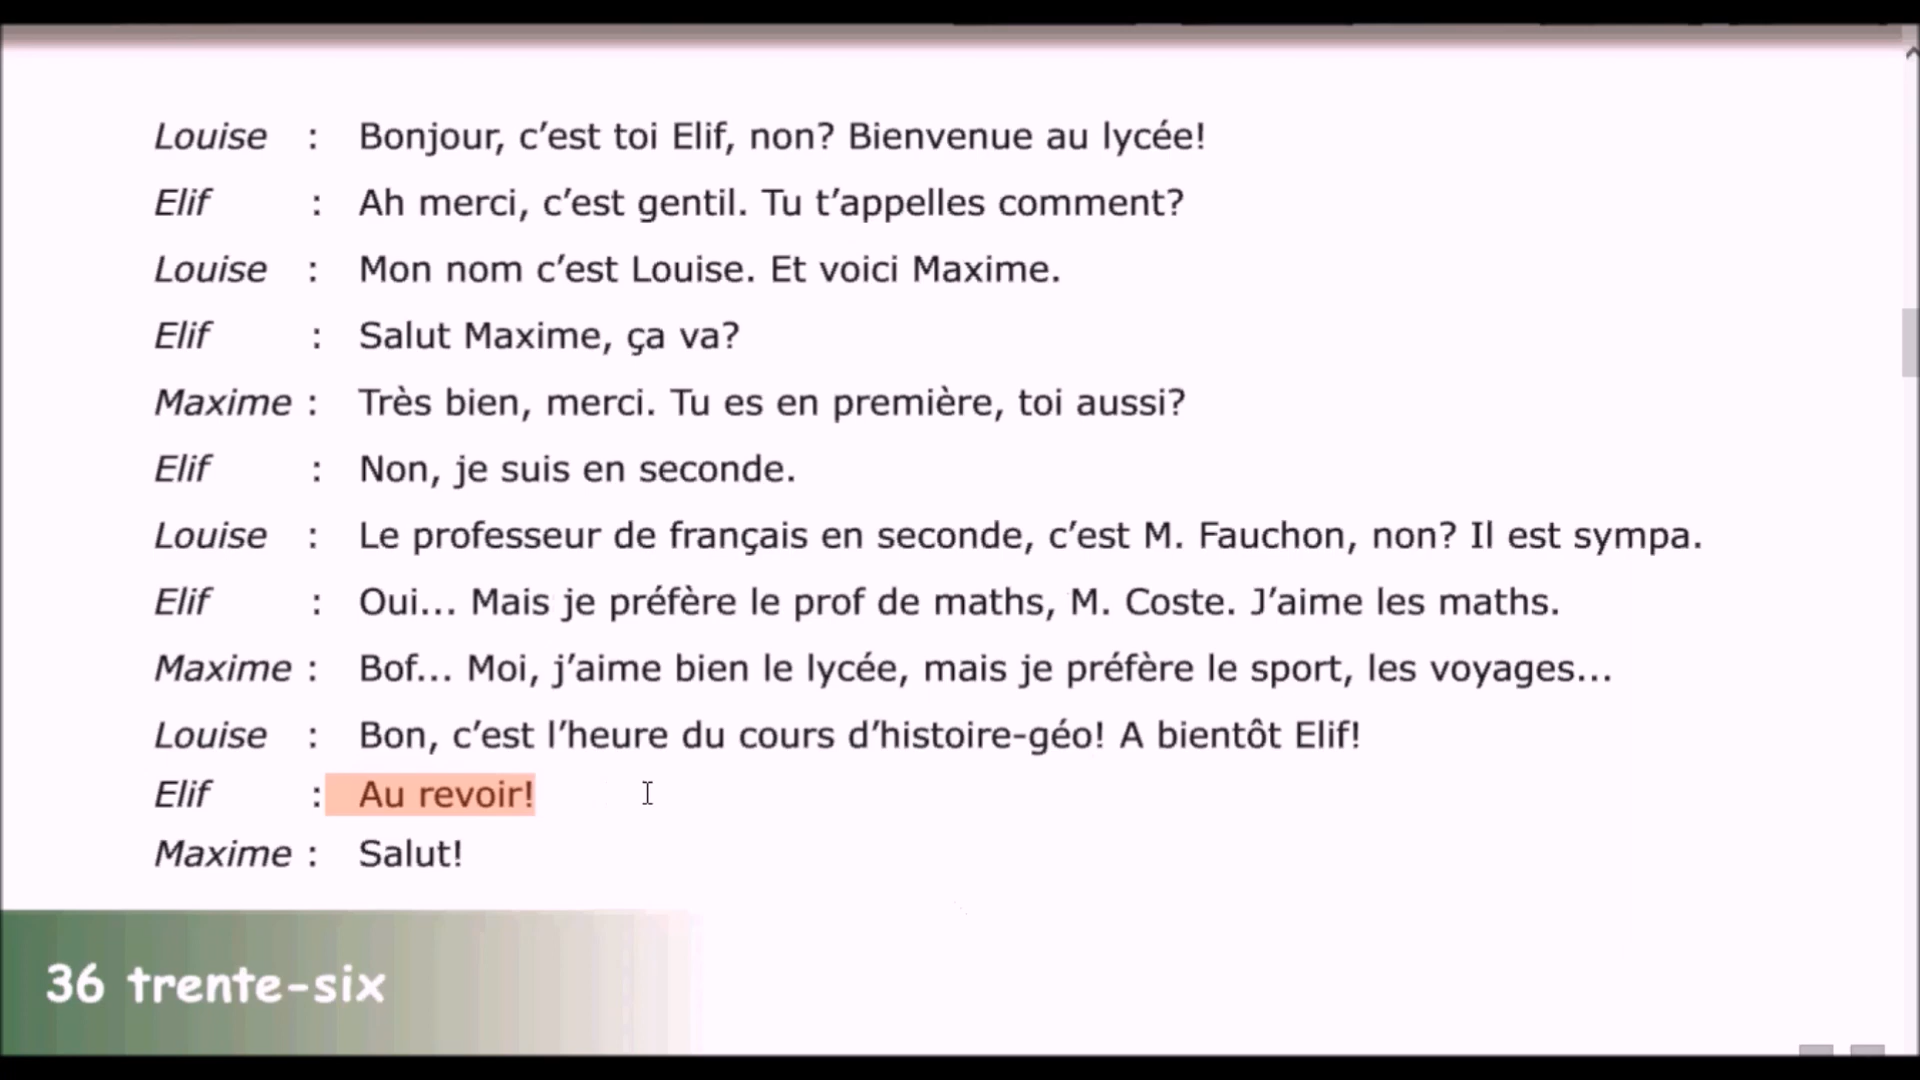 Louise : Bonjour, c’est toi Elif, non? Bienvenue au lycée!
Elif : Ah merci, c’est gentil. Tu t’appelles comment?
Louise : Mon nom c’est Louise. Et voici Maxime.
Elif : Salut Maxime, ça va?
Maxime : Très bien, merci. Tu es en première, toi aussi?
Elif : Non, je suis en seconde.
Louise : Le professeur de français en seconde, c’est M. Fauchon, non? Il est sympa.
Elif : Oui... Mais je préfère le prof de maths, M. Coste. J’aime les maths.
Maxime : Bof... Moi, j’aime bien le lycée, mais je préfère le sport, les voyages...
Louise : Bon, c’est l’heure du cours d’histoire-géo! A bientôt Elif!
Elif : Au revoir!
Maxime : Salut!
36 trente-six